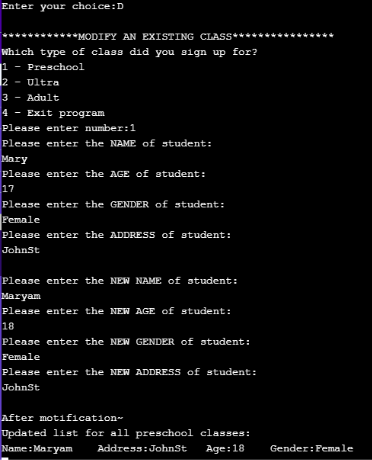 Enter your choice:D
************MODIFY AN EXISTING CLASS****************
Which type of class did you sign up for?
1 - Preschool
2 - Ultra
3 - Adult
4 - Exit program
Please enter number:1
Please enter the NAME of student:
Mary
Please enter the AGE of student:
17
Please enter the GENDER of student:
Female
Please enter the ADDRESS of student:
JohnSt
Please enter the NEW NAME of student:
Maryam
Please enter the NEW AGE of student:
18
Please enter the NEW GENDER of student:
Female
Please enter the NEW ADDRESS of student:
JohnSt
After motification~
Updated list for all preschool classes:
Name:Maryam    Address:JohnSt   Age:18    Gender:Female